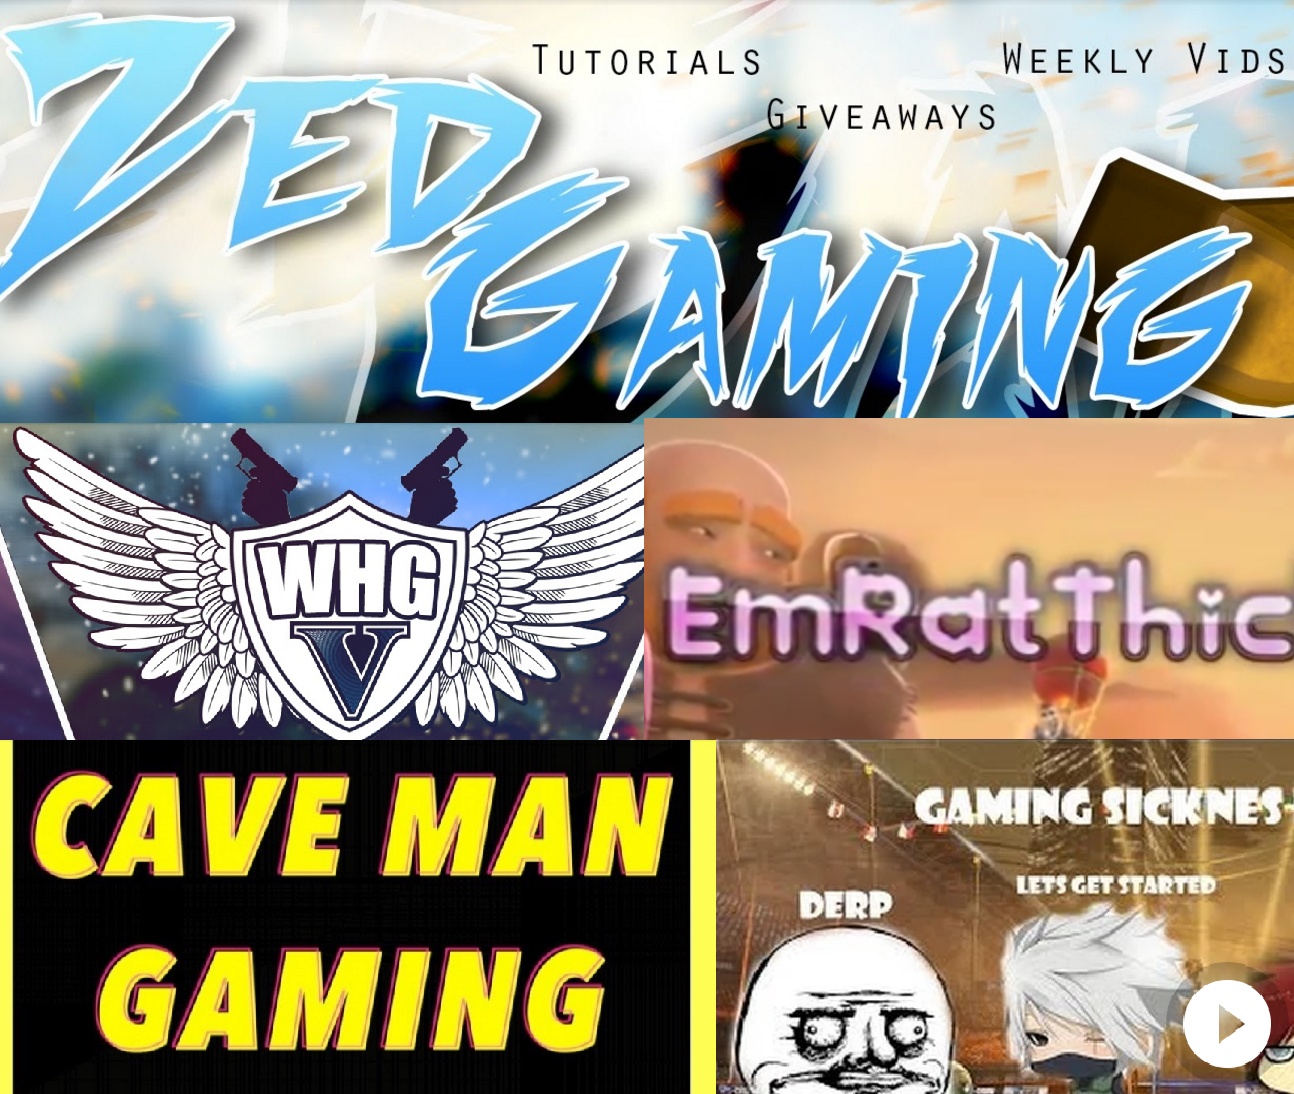 ZED
GAMING
TUTORIALS
GIVEAWAYS
WEEKLY VIDS
WHG
V
EmRatThic
CAVE MAN
GAMING
GAMING SICKNES
LETS GET STARTED
DERP